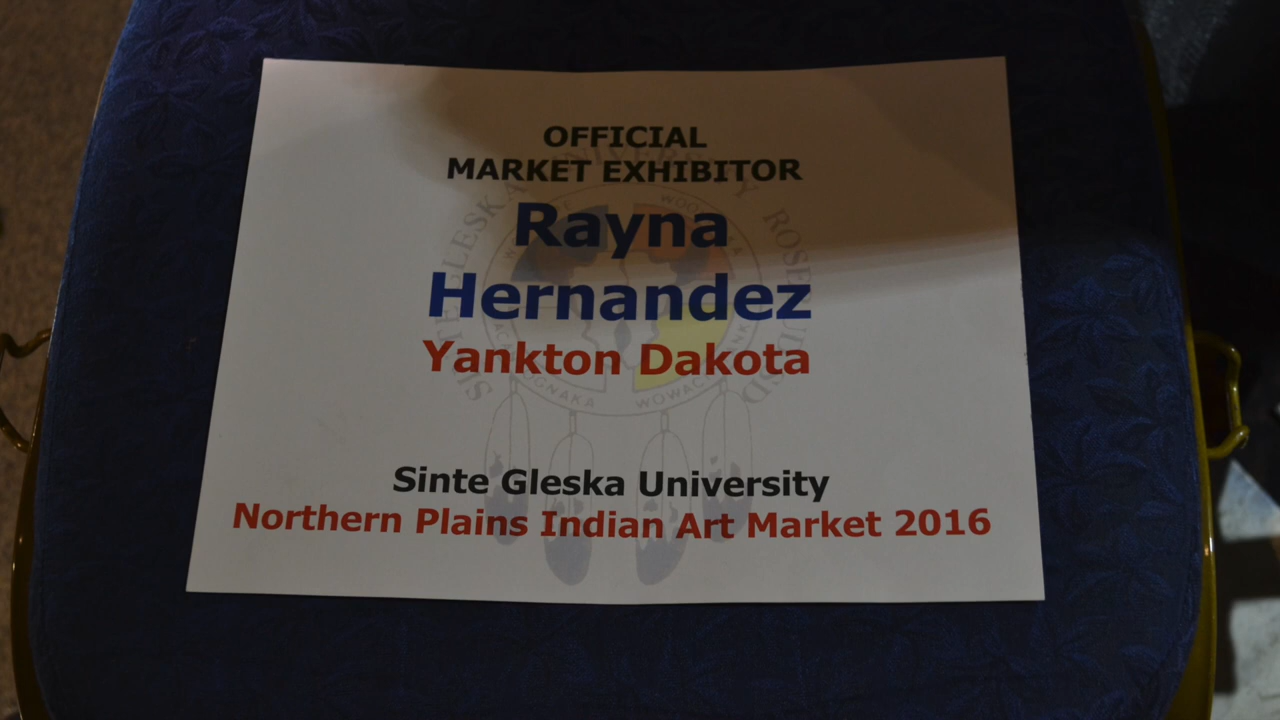 OFFICIAL
MARKET EXHIBITOR
Rayna
Hernandez
Yankton Dakota
Sinte Gleska University
Northern Plains Indian Art Market 2016